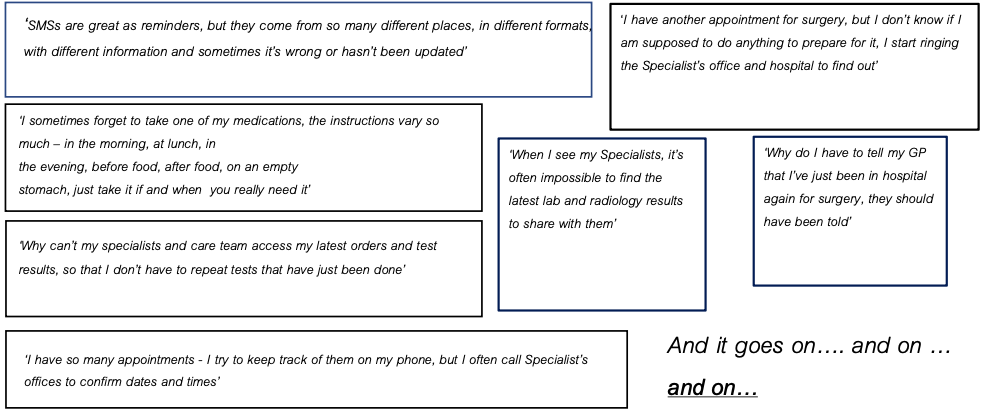 ‘SMSs are great as reminders, but they come from so many different places, in different formats,
with different information and sometimes it’s wrong or hasn’t been updated’
‘I have another appointment for surgery, but I don’t know if I
am supposed to do anything to prepare for it, I start ringing
the Specialist’s office and hospital to find out’
‘I sometimes forget to take one of my medications, the instructions vary so
much – in the morning, at lunch, in
the evening, before food, after food, on an empty
stomach, just take it if and when  you really need it’
‘When I see my Specialists, it’s
often impossible to find the
latest lab and radiology results
to share with them’
‘Why do I have to tell my GP
that I’ve just been in hospital
again for surgery, they should
have been told’
‘Why can’t my specialists and care team access my latest orders and test
results, so that I don’t have to repeat tests that have just been done’
‘I have so many appointments - I try to keep track of them on my phone, but I often call Specialist’s
offices to confirm dates and times’
And it goes on…. and on …
and on…